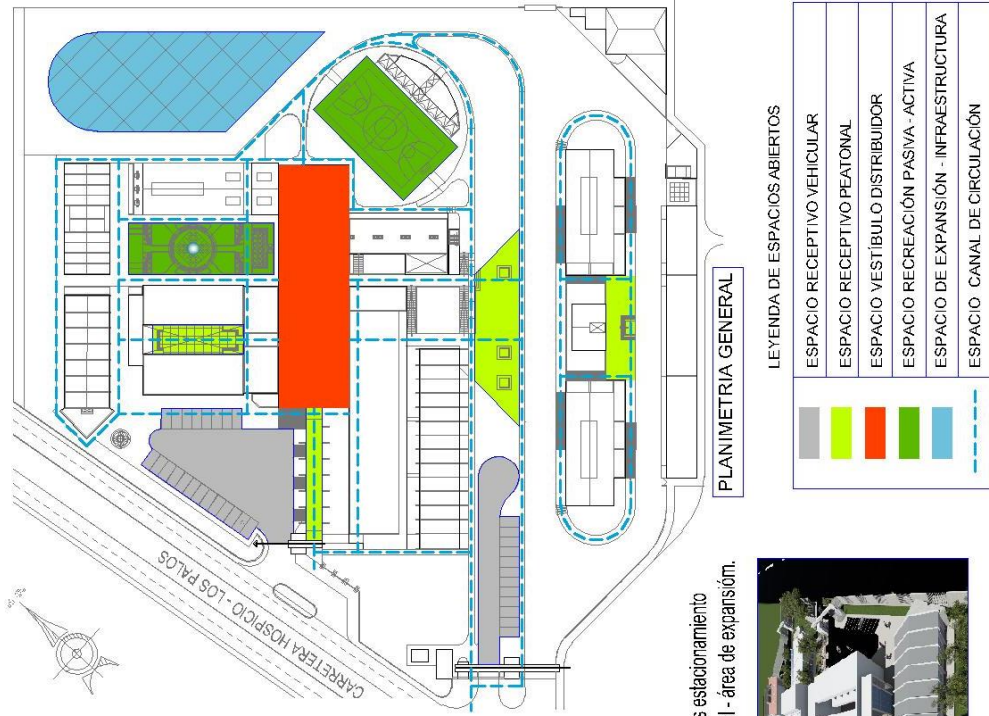 CARRETERA HOSPICIO - LOS PALOS
PLANIMETRIA GENERAL
LEYENDA DE ESPACIOS ABIERTOS
ESPACIO RECEPTIVO VEHICULAR
ESPACIO RECEPTIVO PEATONAL
ESPACIO VESTÍBULO DISTRIBUIDOR
ESPACIO RECREACIÓN PASIVA - ACTIVA
ESPACIO DE EXPANSIÓN - INFRAESTRUCTURA
ESPACIO CANAL DE CIRCULACIÓN
s estacionamiento
l - área de expansióm.